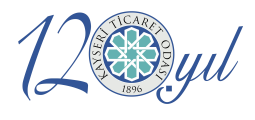 120.yıl
KAYSERİ TİCARET ODASI
1896